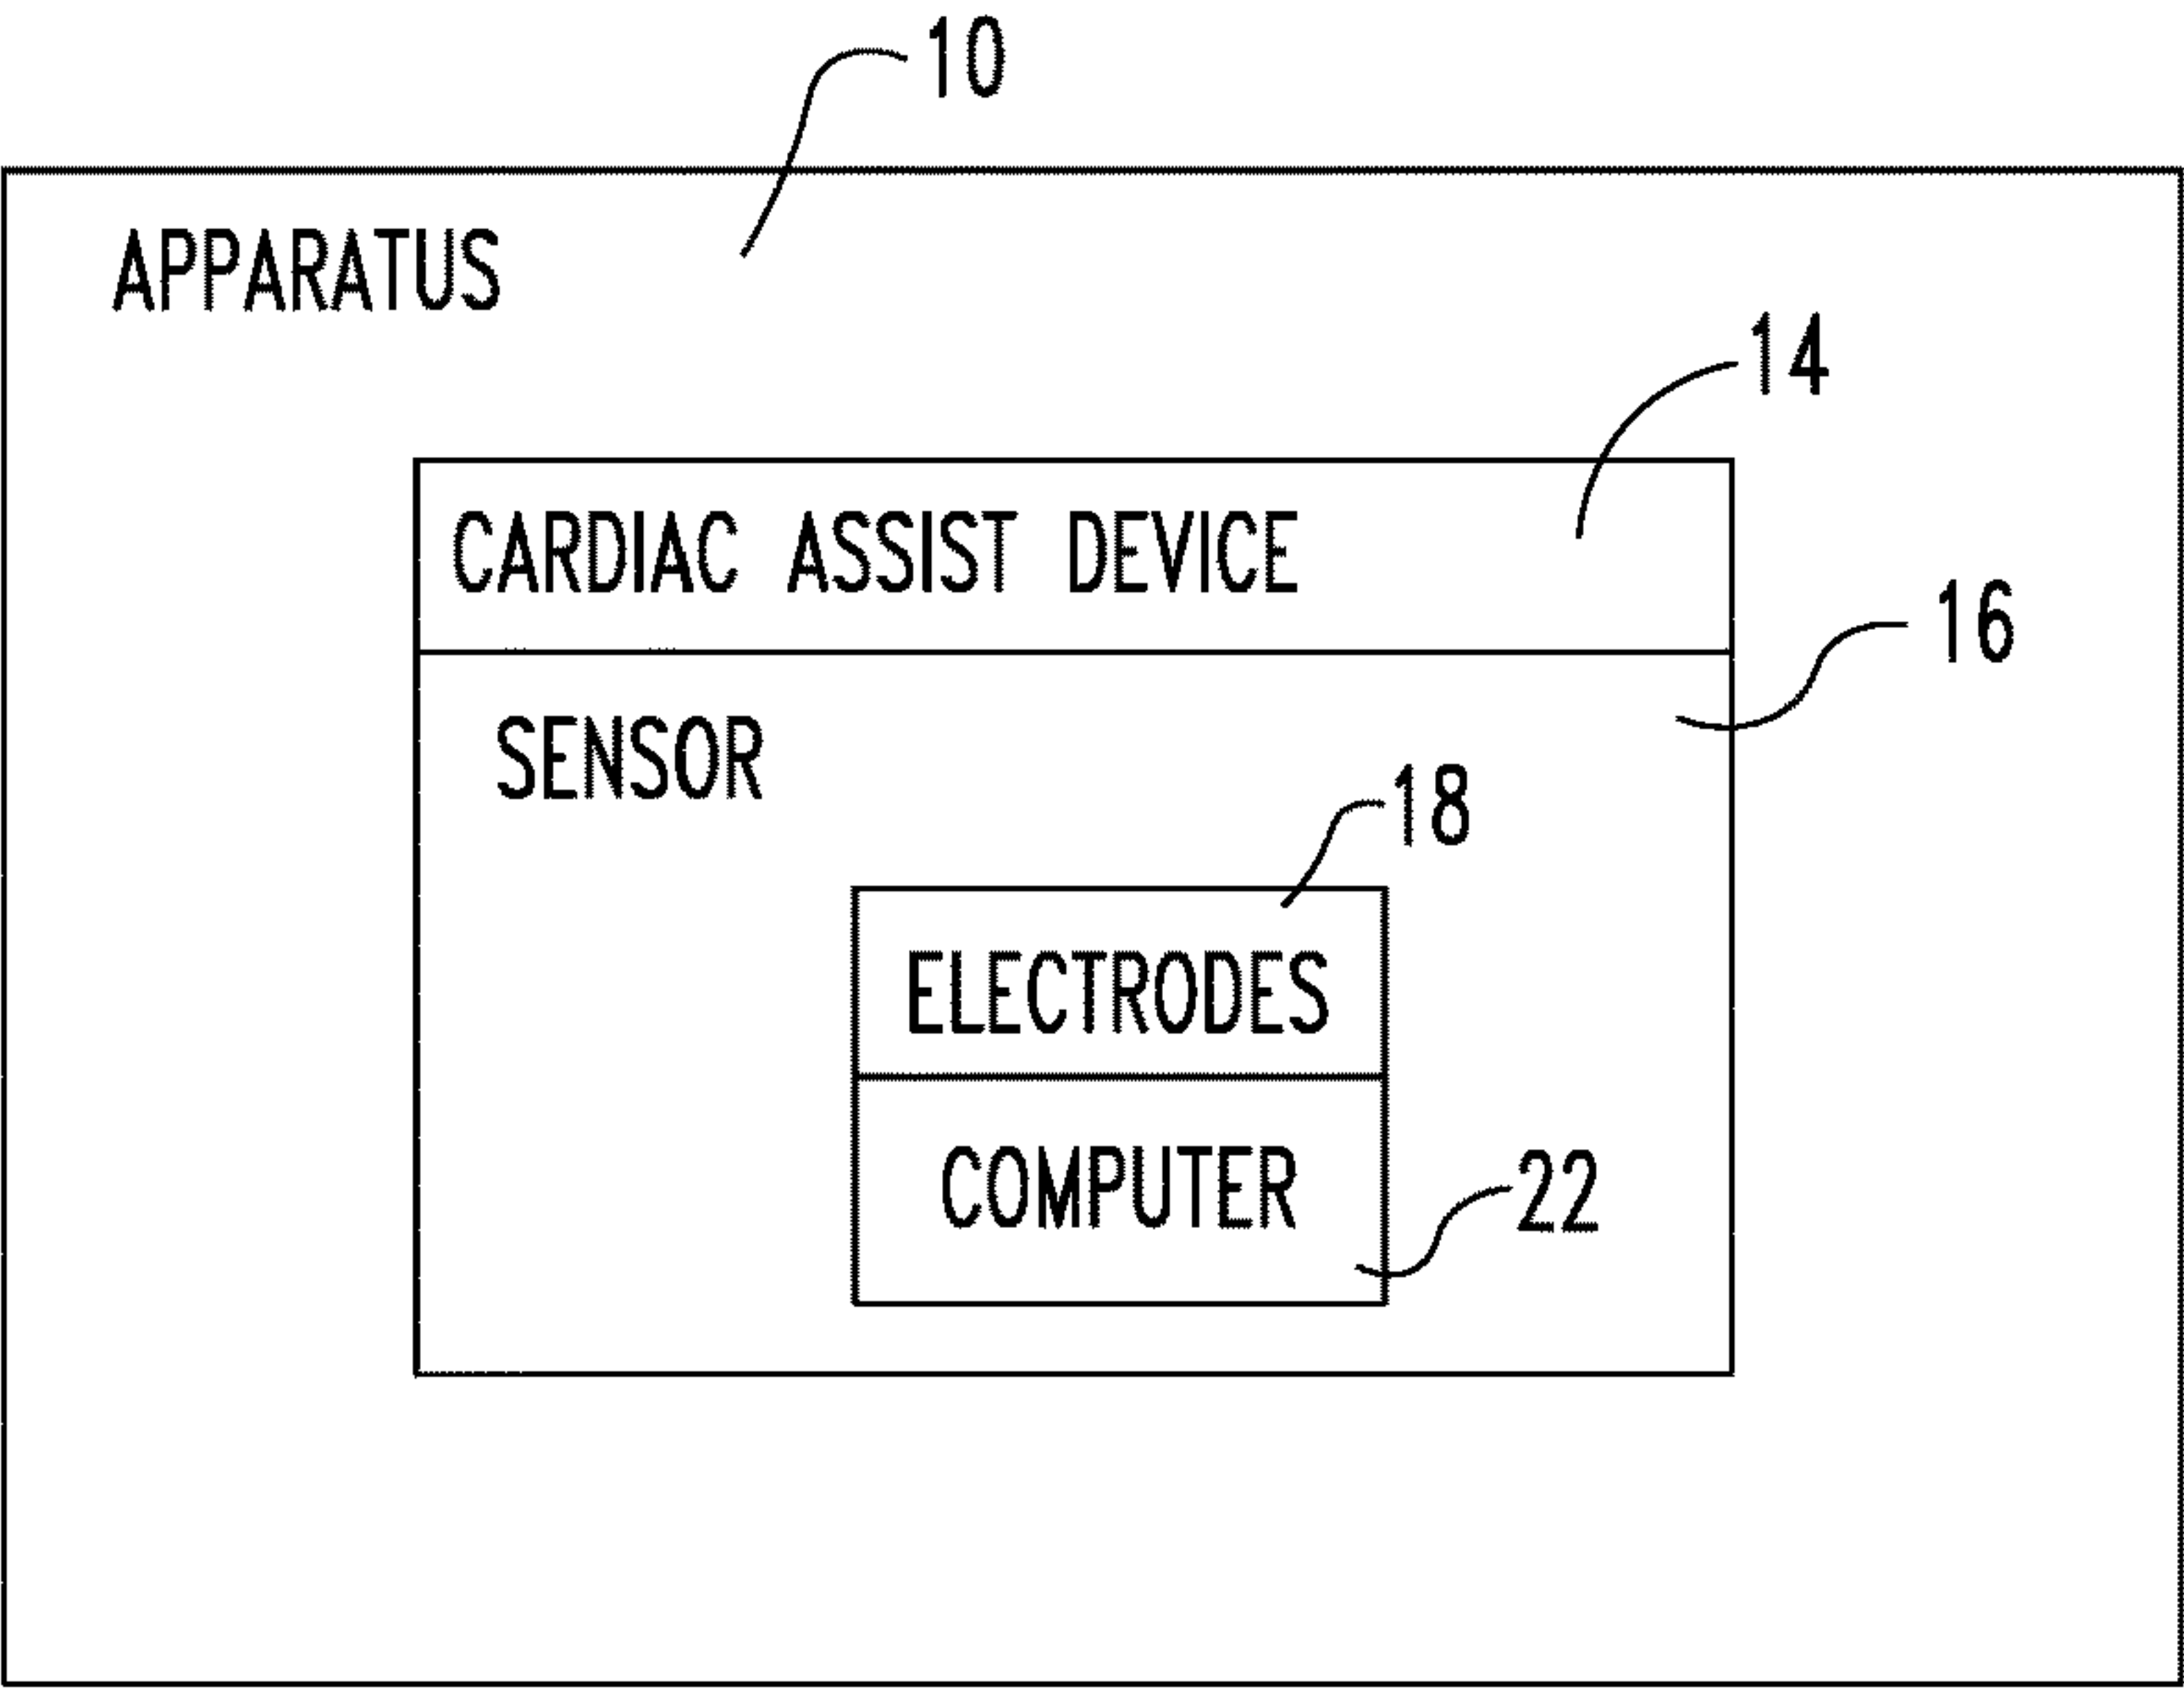 10
APPARATUS
14
CARDIAC ASSIST DEVICE
16
SENSOR
18
ELECTRODES
COMPUTER
22